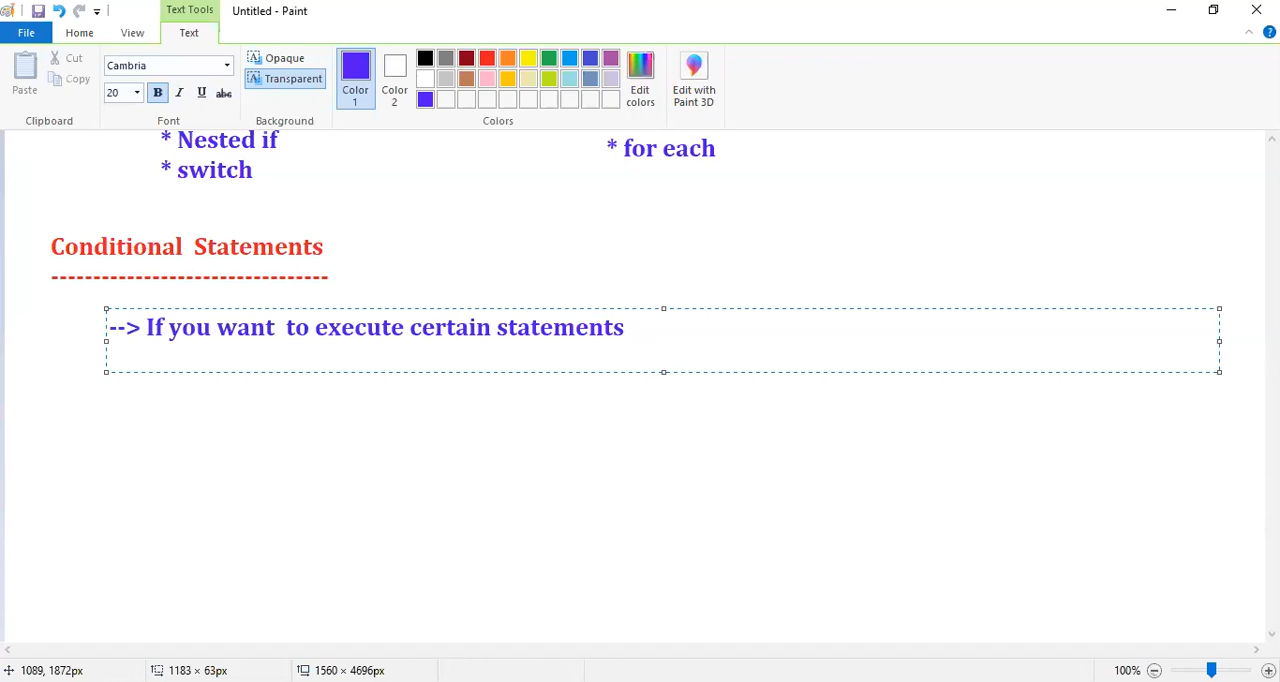 Text Tools
Untitled - Paint
File
Home
View
Text
Paste
Cut
Copy
Clipboard
Cambria
20
B
I
U
abc
Font
Opaque
Transparent
Background
Color 1
Color 2
Edit colors
Colors
Edit with Paint 3D
* Nested if
* for each
* switch
Conditional Statements
-------------------------------
--> If you want to execute certain statements
1089, 1872px
1183 × 63px
1560 × 4696px
100%